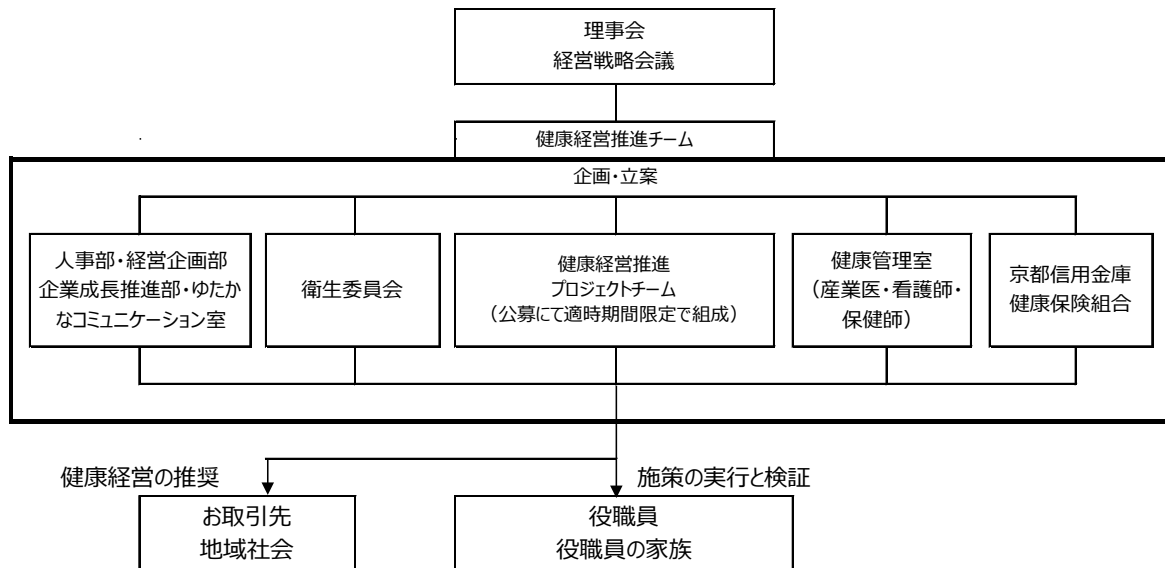 理事会
経営戦略会議
健康経営推進チーム
企画・立案
人事部・経営企画部
企業成長推進部・ゆたか
なコミュニケーション室
衛生委員会
健康経営推進
プロジェクトチーム
（公募にて適時期間限定で組成）
健康管理室
（産業医・看護師・
保健師）
京都信用金庫
健康保険組合
健康経営の推奨
施策の実行と検証
お取引先
地域社会
役職員
役職員の家族